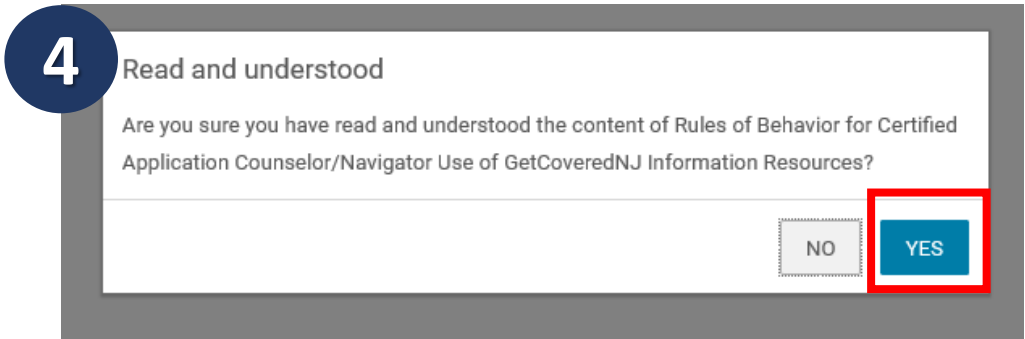 4
Read and understood
Are you sure you have read and understood the content of Rules of Behavior for Certified
Application Counselor/Navigator Use of GetCoveredNJ Information Resources?
NO
YES